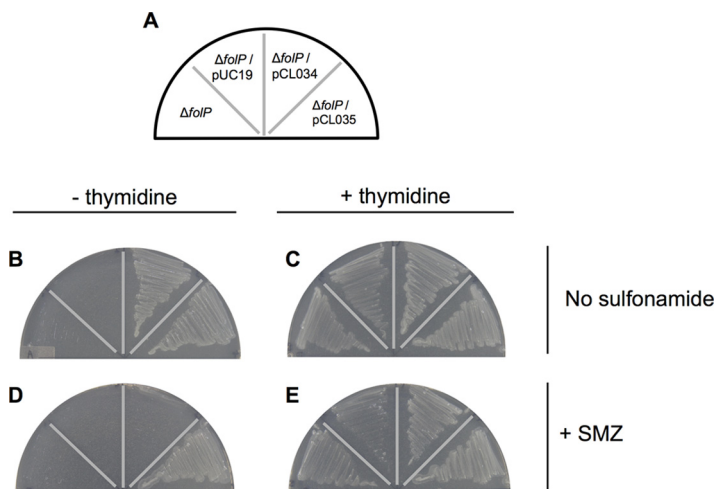 A
ΔfolP /
pUC19
ΔfolP /
pCL034
ΔfolP
ΔfolP /
pCL035
- thymidine
+ thymidine
B
C
No sulfonamide
D
E
+ SMZ